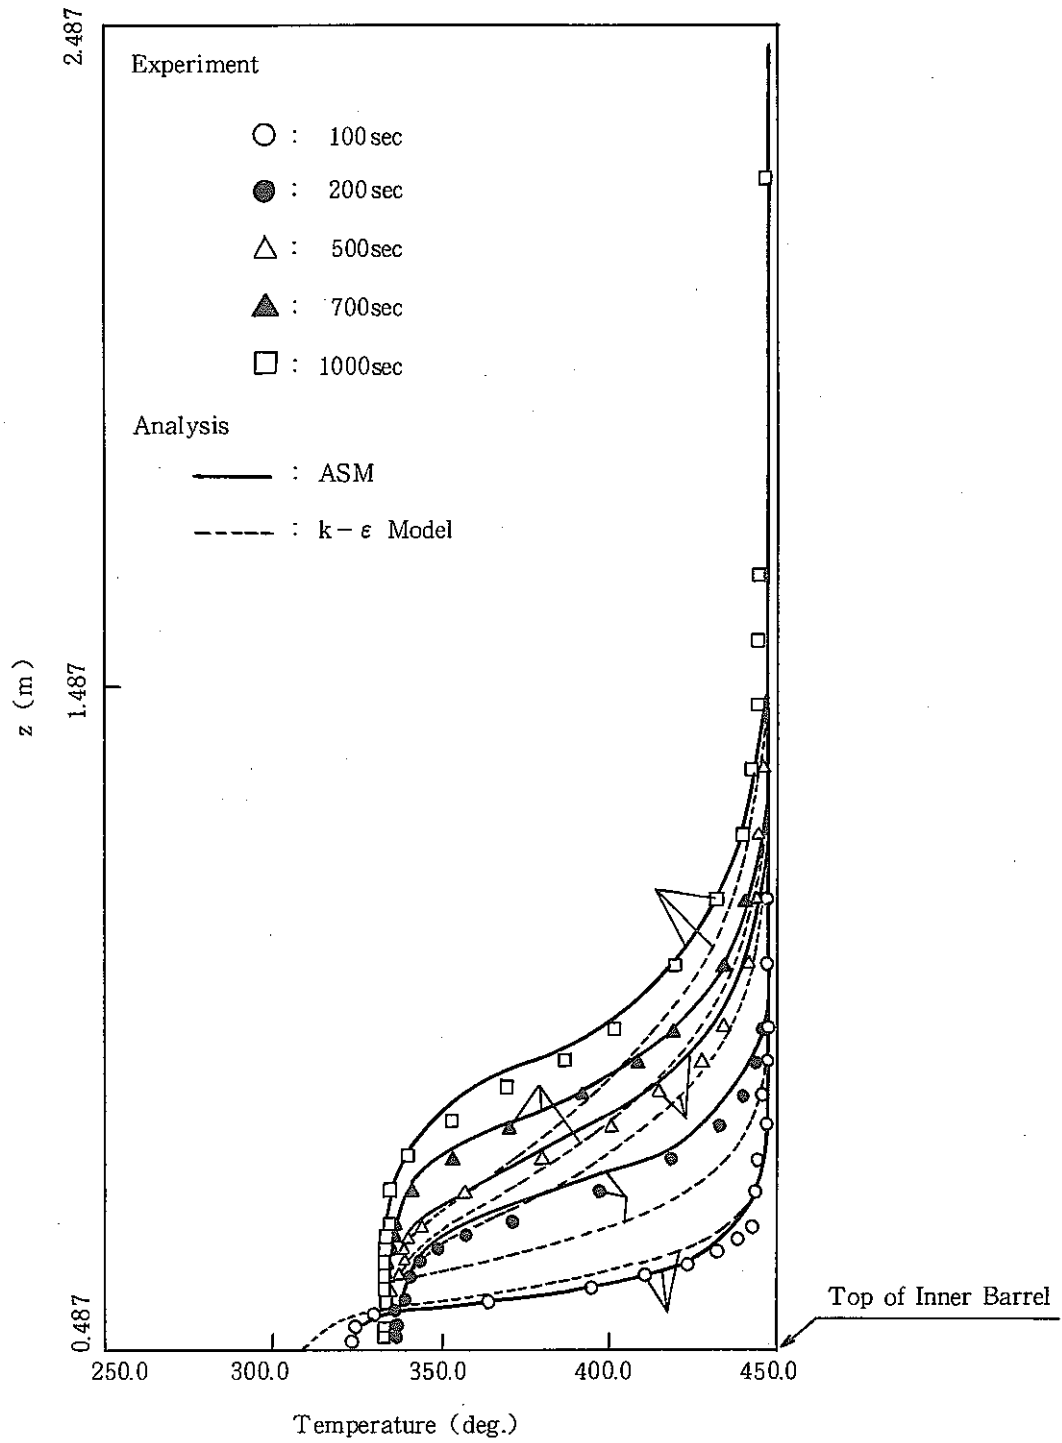 2.487
Experiment
: 100sec
: 200sec
: 500sec
: 700sec
: 1000sec
Analysis
: ASM
: k-ε Model
z (m)
1.487
0.487
Top of Inner Barrel
250.0 300.0 350.0 400.0 450.0
Temperature (deg.)